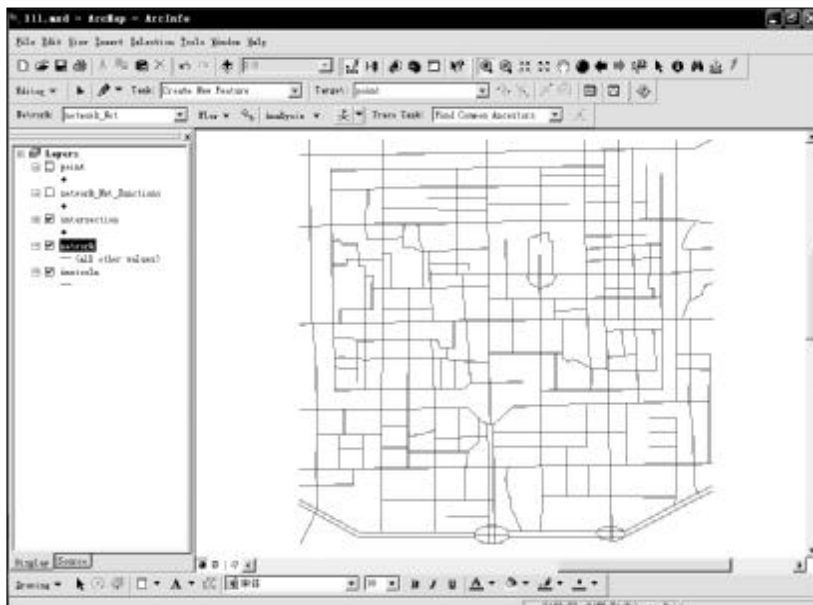 111.mxd - ArcMap - ArcInfo
File Edit View Insert Selection Tools Window Help
Editing Task: Create New Feature Target: point
Network: network_Net Flow Analysis Trace Task: Find Common Ancestors
Layers
point
network_Net_Junctions
intersection
network
(all other values)
Display Source
Drawing A 10 B I U A